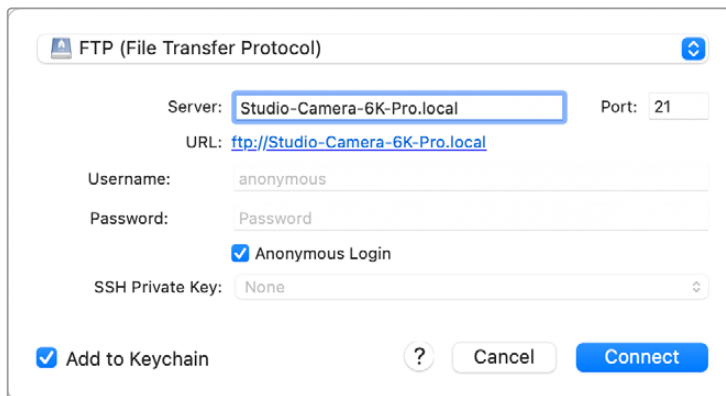 FTP (File Transfer Protocol)
Server: Studio-Camera-6K-Pro.local Port: 21
URL: ftp://Studio-Camera-6K-Pro.local
Username: anonymous
Password: Password
Anonymous Login
SSH Private Key: None
Add to Keychain ? Cancel Connect